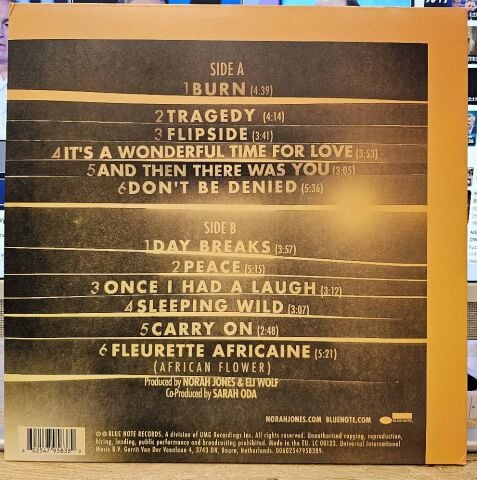 SIDE A
1 BURN (4:39)
2 TRAGEDY (4:14)
3 FLIPSIDE (3:41)
4 IT'S A WONDERFUL TIME FOR LOVE (3:53)
5 AND THEN THERE WAS YOU (3:05)
6 DON'T BE DENIED (5:36)
SIDE B
1 DAY BREAKS (3:57)
2 PEACE (5:15)
3 ONCE I HAD A LAUGH (3:12)
4 SLEEPING WILD (3:07)
5 CARRY ON (2:48)
6 FLEURETTE AFRICAINE (5:21)
(AFRICAN FLOWER)
Produced by NORAH JONES & ELI WOLF
Co-Produced by SARAH ODA
NORAHJONES.COM BLUENOTE.COM
℗ © BLUE NOTE RECORDS. A division of UMG Recordings Inc. All rights reserved. Unauthorised copying, reproduction,
hiring, lending, public performance and broadcasting prohibited. Made in the EU. LC 00133. Universal International
Music B.V. Gerrit Van Der Veenlaan 4, 3743 DN, Baarn, Netherlands. 00602547958389
6 02547 95838 9